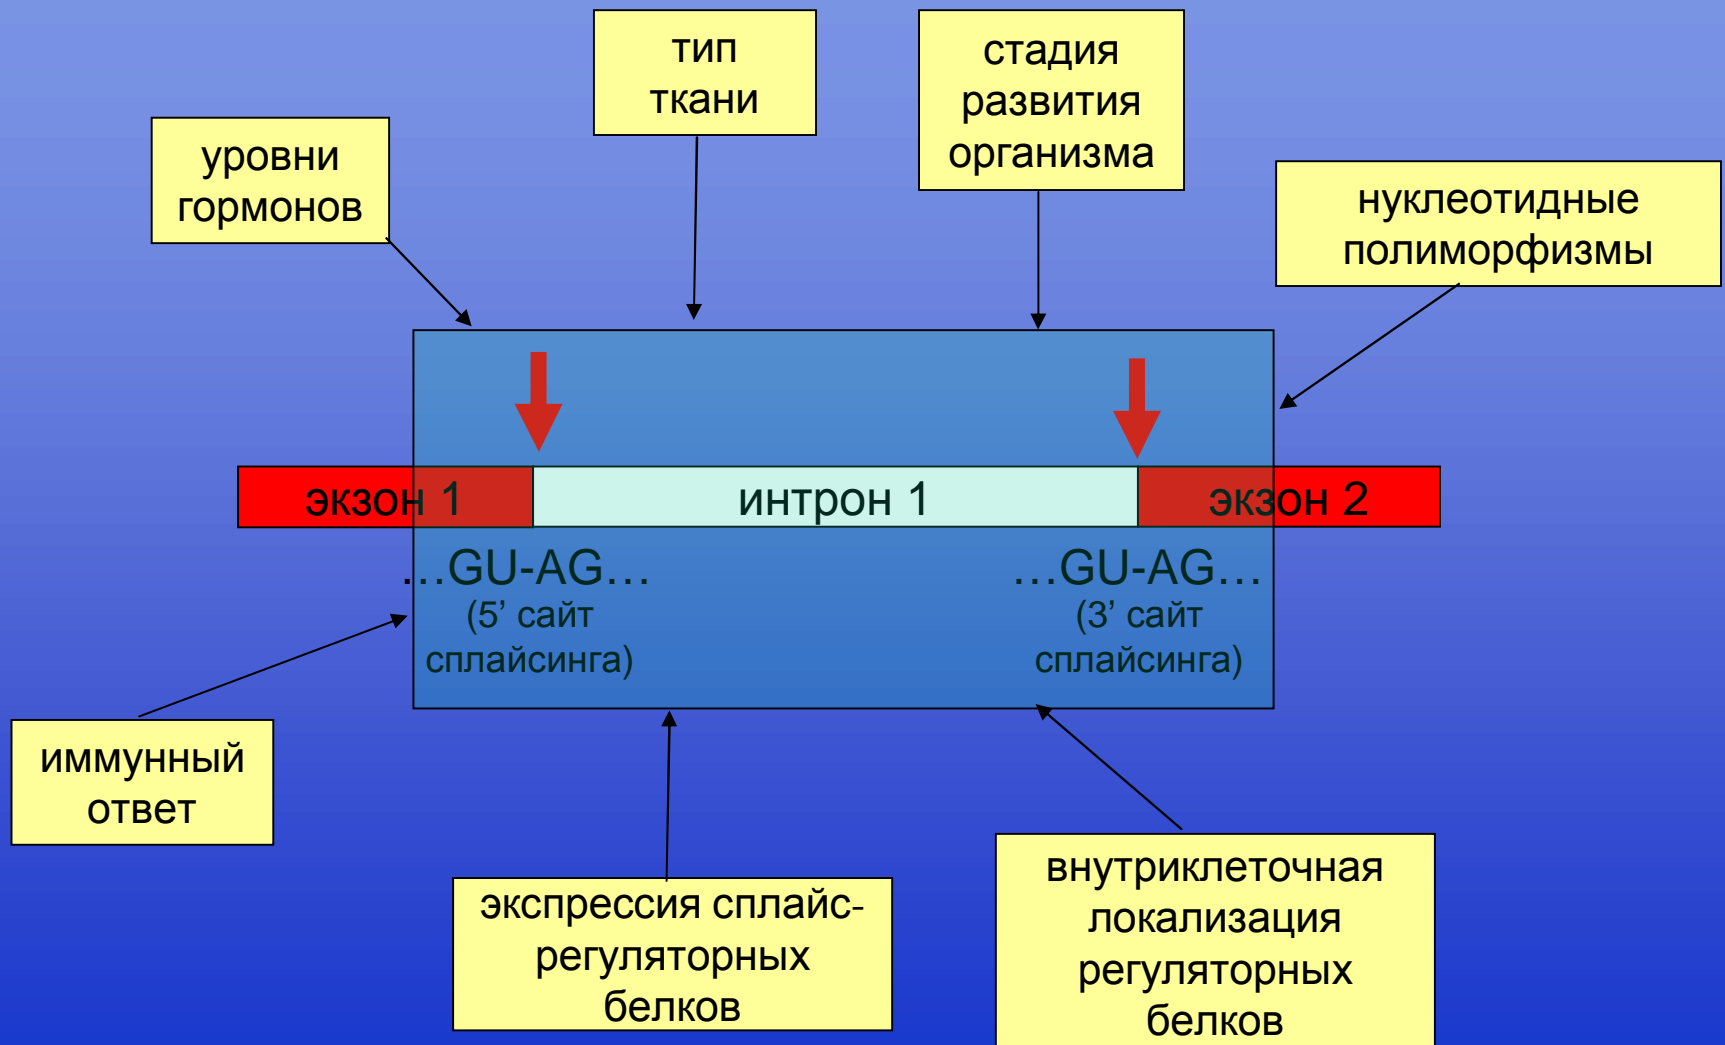 тип
ткани
стадия
развития
организма
уровни
гормонов
нуклеотидные
полиморфизмы
экзон 1
интрон 1
экзон 2
…GU-AG…
(5’ сайт
сплайсинга)
…GU-AG…
(3’ сайт
сплайсинга)
иммунный
ответ
экспрессия сплайс-
регуляторных
белков
внутриклеточная
локализация
регуляторных
белков